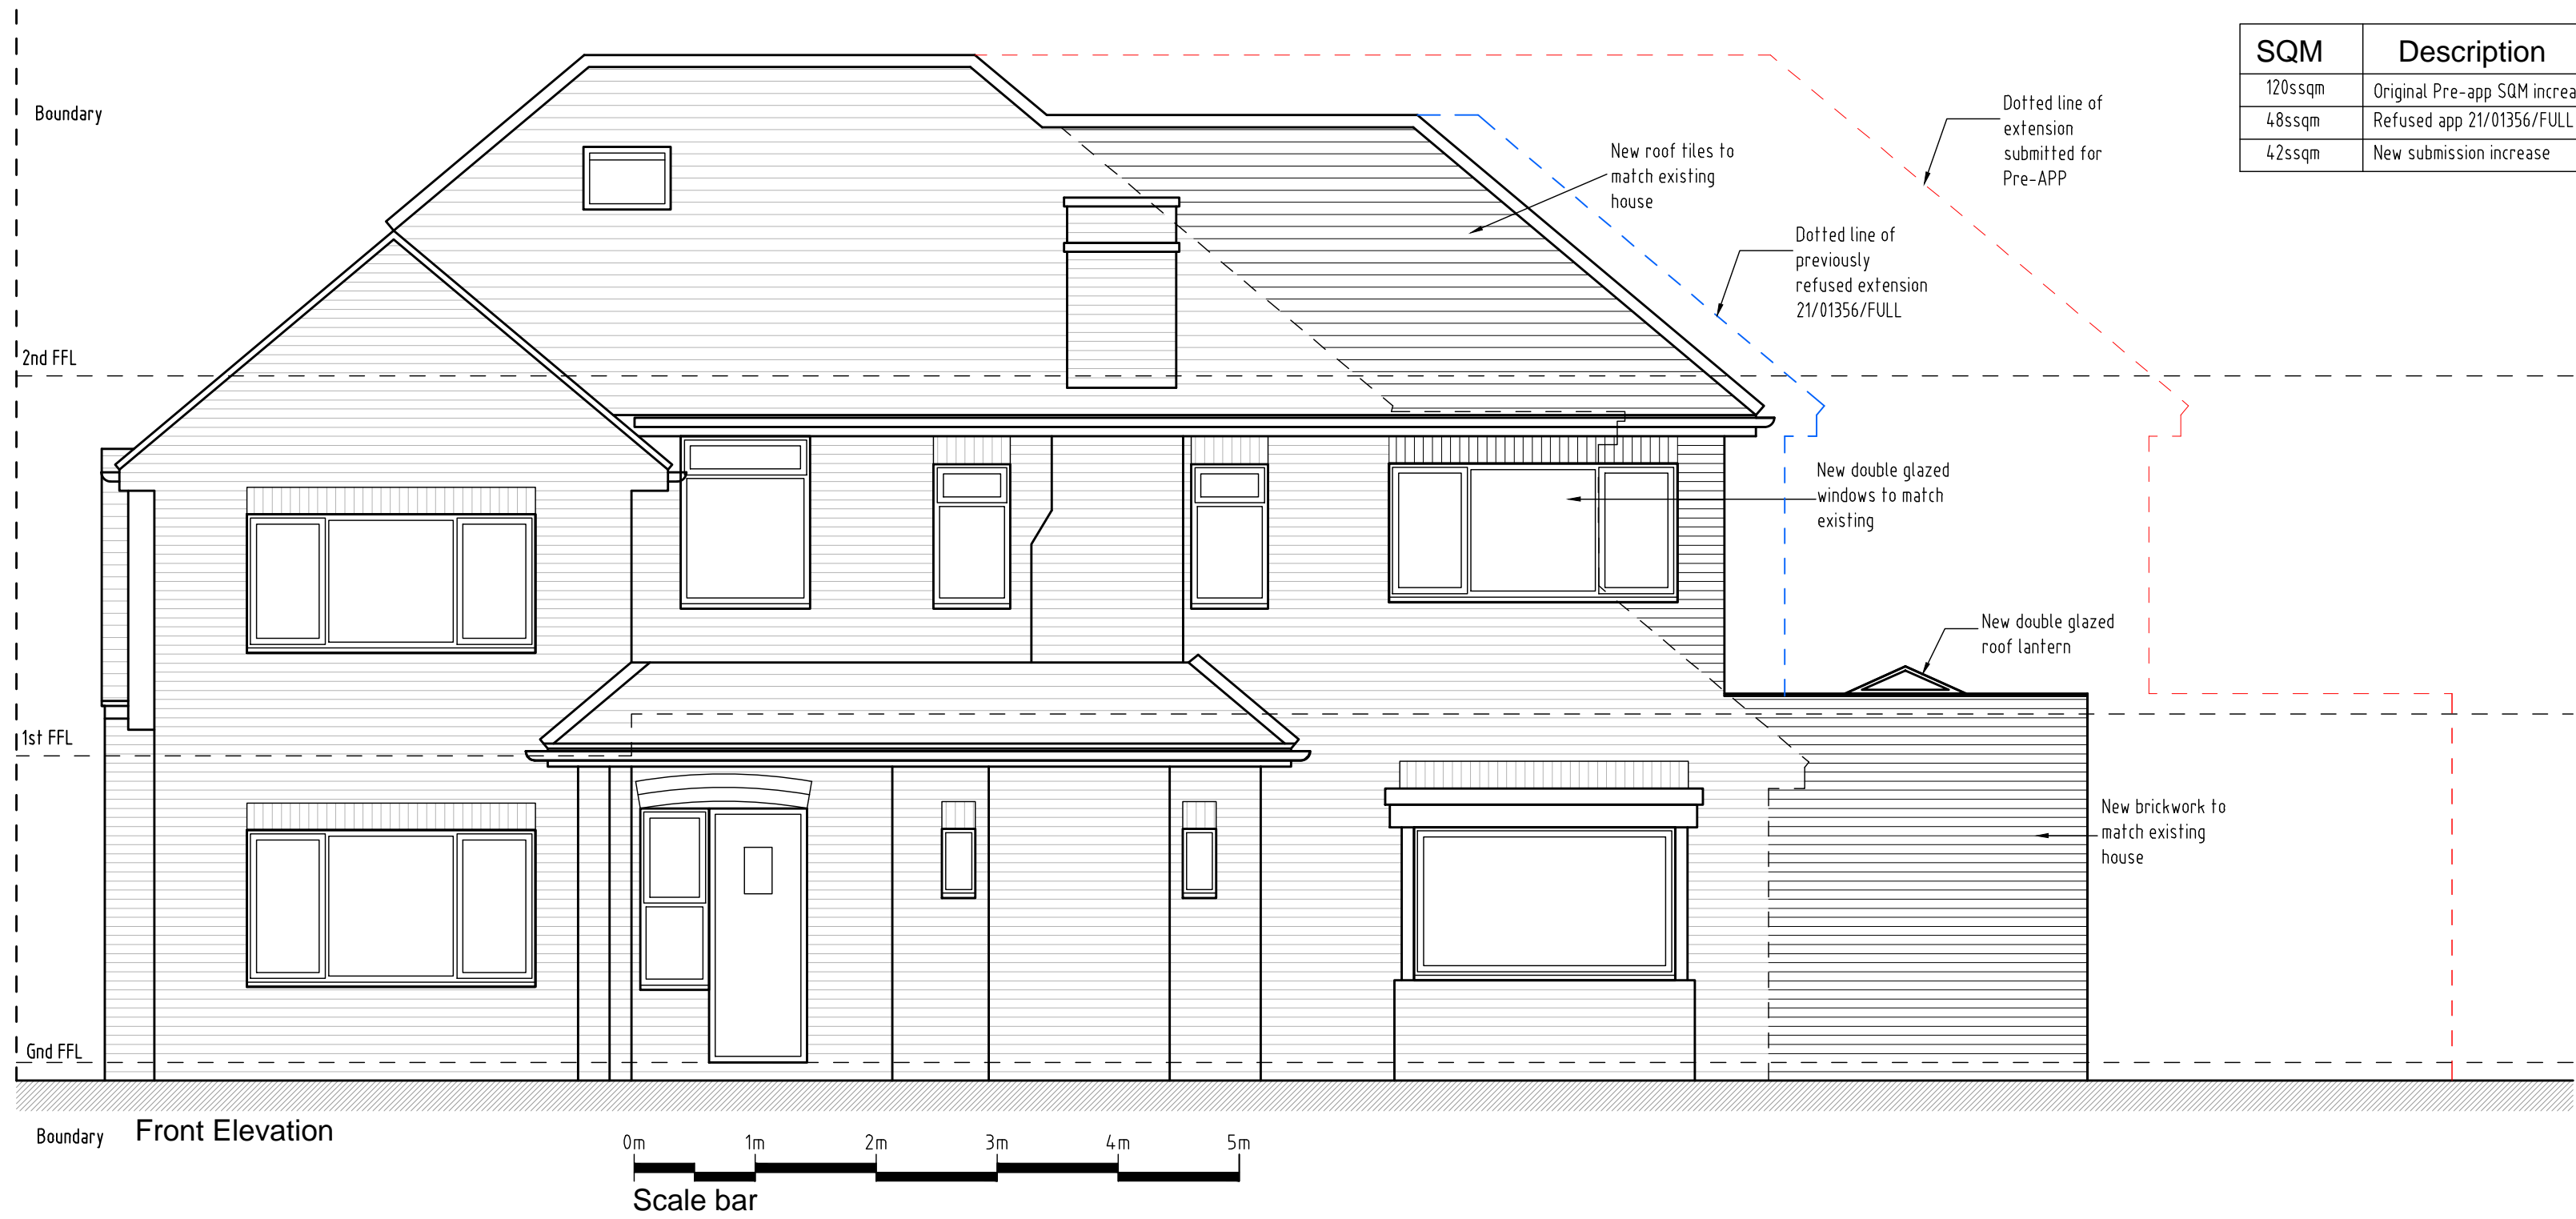 Boundary
SQM Description
120ssqm Original Pre-app SQM increa
48ssqm Refused app 21/01356/FULL
42ssqm New submission increase
Dotted line of
extension
submitted for
Pre-APP
New roof tiles to
match existing
house
Dotted line of
previously
refused extension
21/01356/FULL
2nd FFL
New double glazed
windows to match
existing
New double glazed
roof lantern
1st FFL
New brickwork to
match existing
house
Gnd FFL
Boundary
Front Elevation
0m 1m 2m 3m 4m 5m
Scale bar